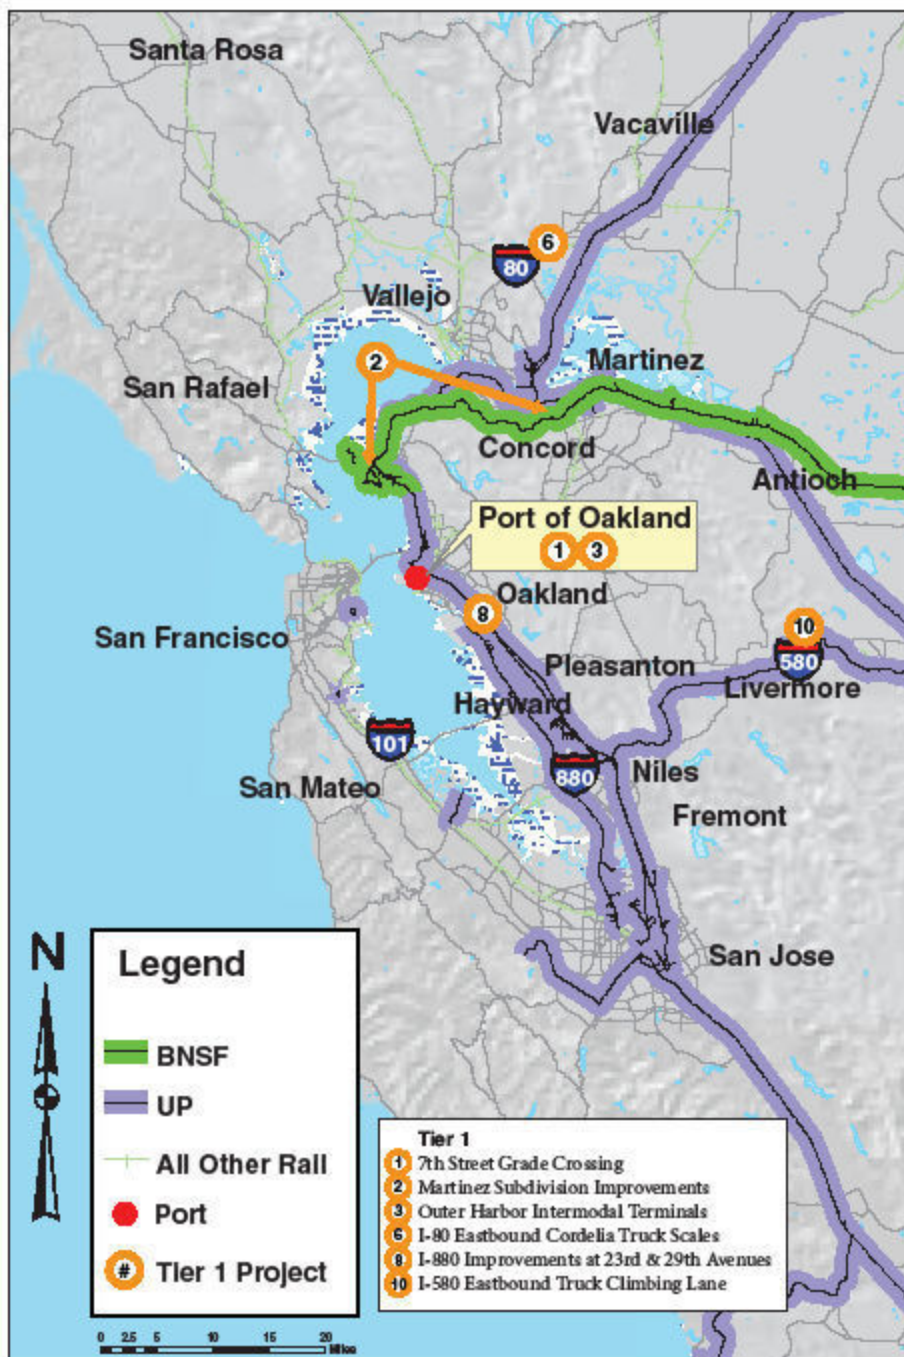 Santa Rosa
Vacaville
6
80
Vallejo
2
Martinez
San Rafael
Concord
Antioch
Port of Oakland
1 3
Oakland
8
10
San Francisco
580
Pleasanton
Livermore
Hayward
101
880
Niles
San Mateo
Fremont
San Jose
N
Legend
BNSF
UP
All Other Rail
Port
# Tier 1 Project
Tier 1
1 7th Street Grade Crossing
2 Martinez Subdivision Improvements
3 Outer Harbor Intermodal Terminals
6 I-80 Eastbound Cordelia Truck Scales
8 I-880 Improvements at 23rd & 29th Avenues
10 I-580 Eastbound Truck Climbing Lane
0 2.5 5 10 15 20
Miles